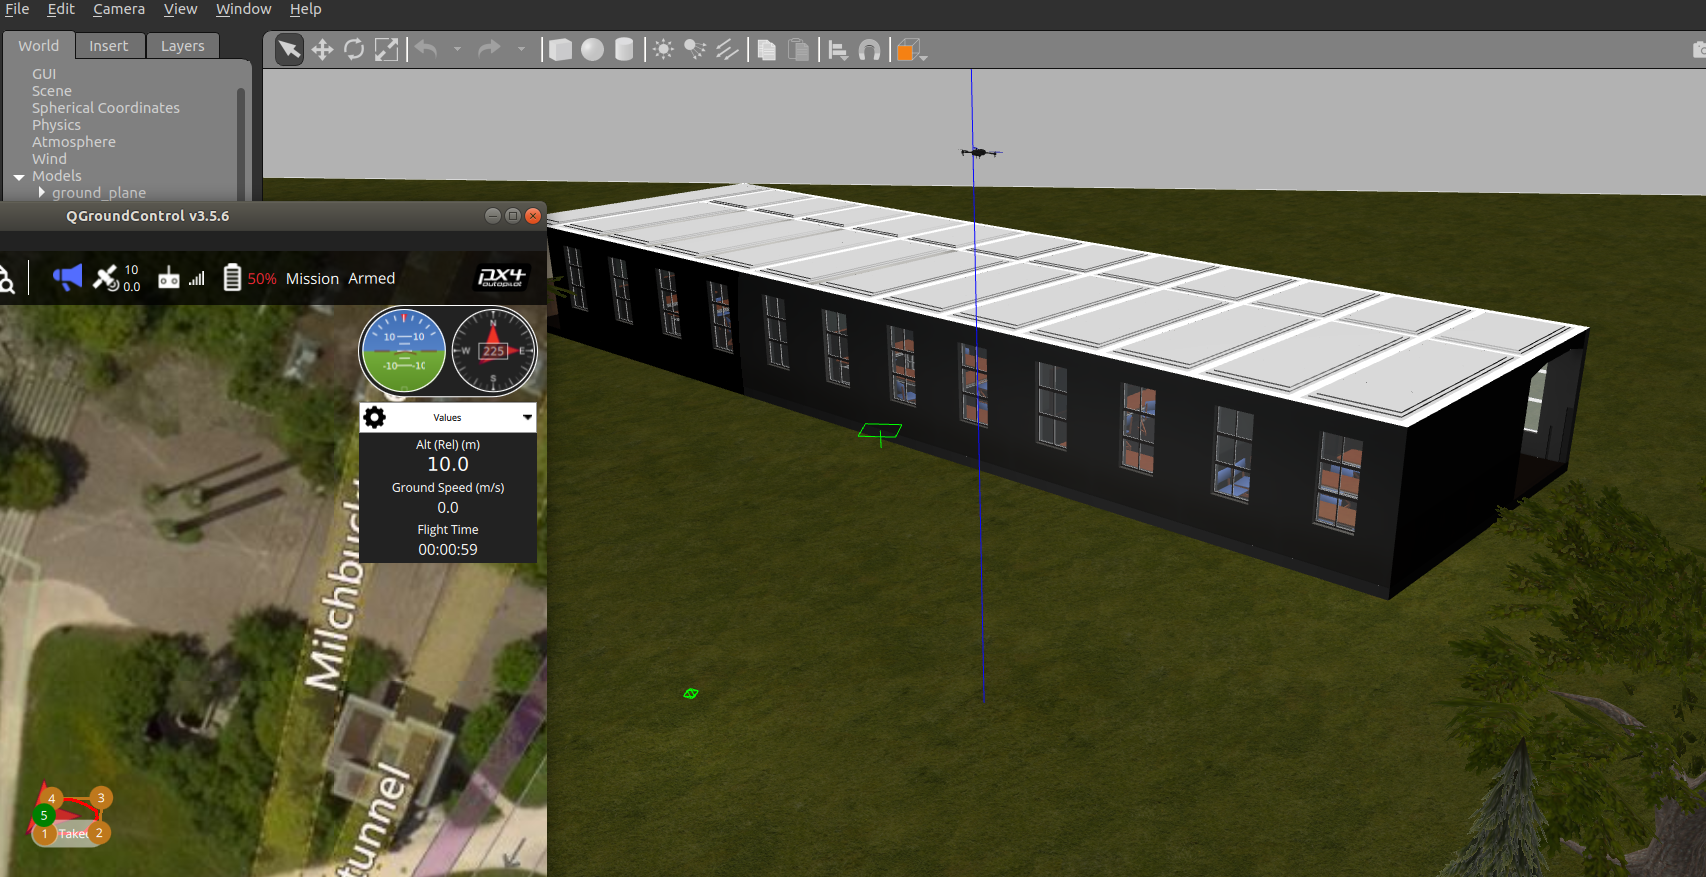 File Edit Camera View Window Help
World Insert Layers
GUI
Scene
Spherical Coordinates
Physics
Atmosphere
Wind
Models
ground_plane
QGroundControl v3.5.6
10
0.0
50% Mission Armed
PX4
autopilot
10 10
-10 -10
N
W 225 E
S
Values
Alt (Rel) (m)
10.0
Ground Speed (m/s)
0.0
Flight Time
00:00:59
Milchbuck
tunnel
4 3
5
1 Takeo 2